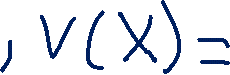 , V(X)=